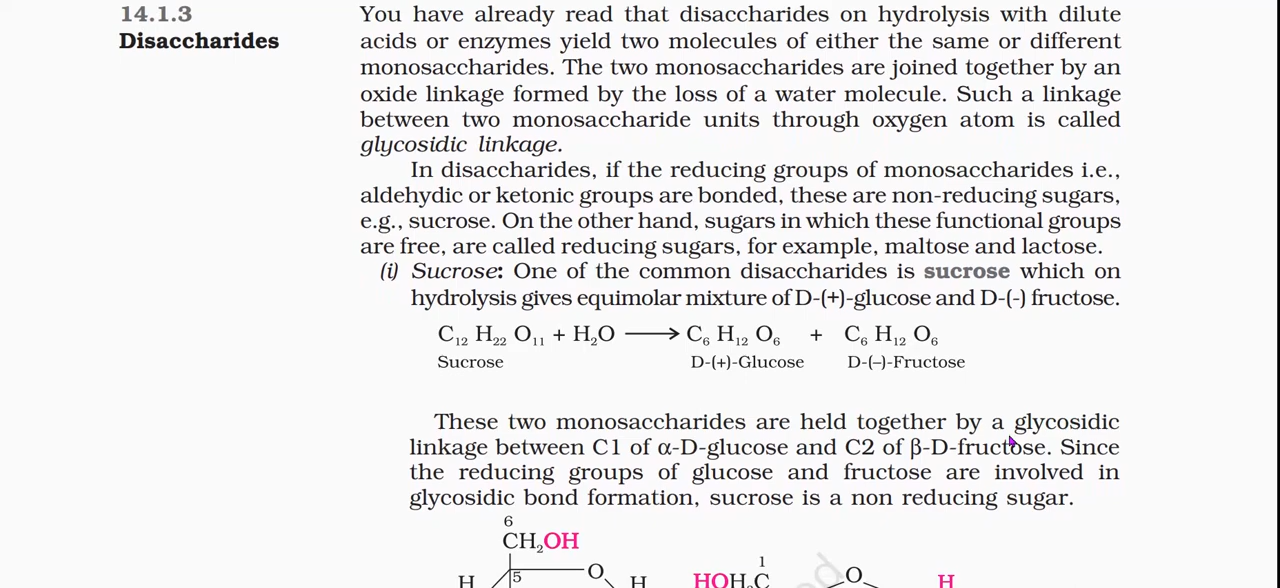 14.1.3
Disaccharides
You have already read that disaccharides on hydrolysis with dilute
acids or enzymes yield two molecules of either the same or different
monosaccharides. The two monosaccharides are joined together by an
oxide linkage formed by the loss of a water molecule. Such a linkage
between two monosaccharide units through oxygen atom is called
glycosidic linkage.
In disaccharides, if the reducing groups of monosaccharides i.e.,
aldehydic or ketonic groups are bonded, these are non-reducing sugars,
e.g., sucrose. On the other hand, sugars in which these functional groups
are free, are called reducing sugars, for example, maltose and lactose.
(i) Sucrose: One of the common disaccharides is sucrose which on
hydrolysis gives equimolar mixture of D-(+)-glucose and D-(-) fructose.
C₁₂ H₂₂ O₁₁ + H₂O ⟶ C₆ H₁₂ O₆ + C₆ H₁₂ O₆
Sucrose D-(+)-Glucose D-(–)-Fructose
These two monosaccharides are held together by a glycosidic
linkage between C1 of α-D-glucose and C2 of β-D-fructose. Since
the reducing groups of glucose and fructose are involved in
glycosidic bond formation, sucrose is a non reducing sugar.
6
CH₂OH
1
H 5 O H HOH₂C O H